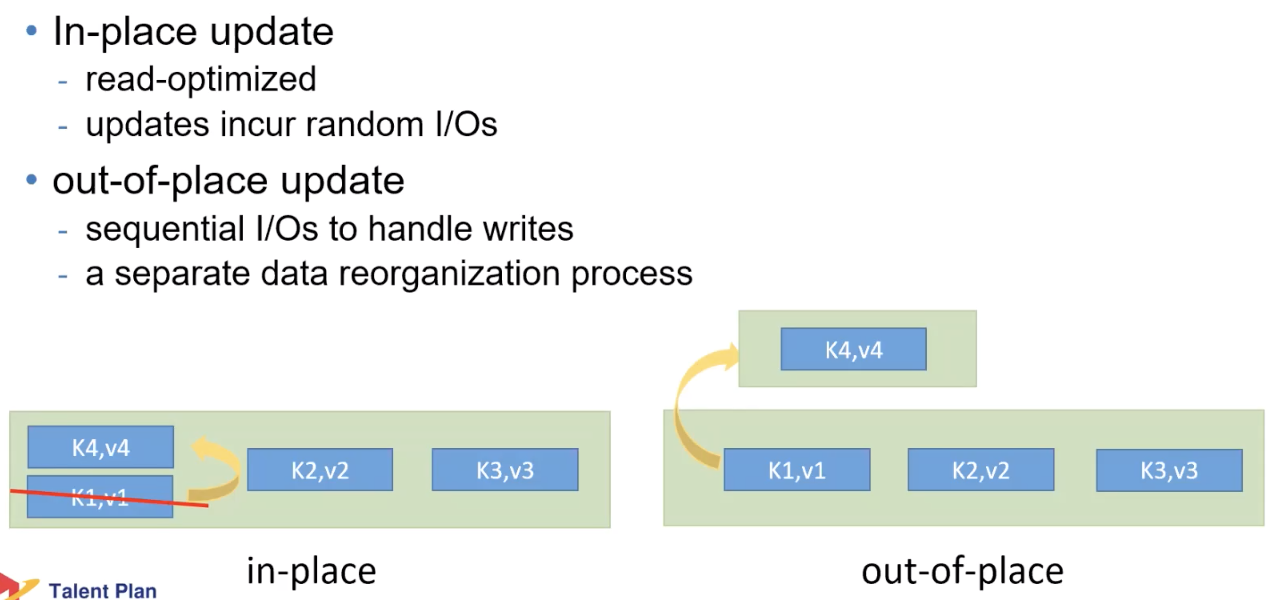 • In-place update
- read-optimized
- updates incur random I/Os
• out-of-place update
- sequential I/Os to handle writes
- a separate data reorganization process
K4,v4
K1,v1
K2,v2
K3,v3
in-place
K4,v4
K1,v1
K2,v2
K3,v3
out-of-place
Talent Plan